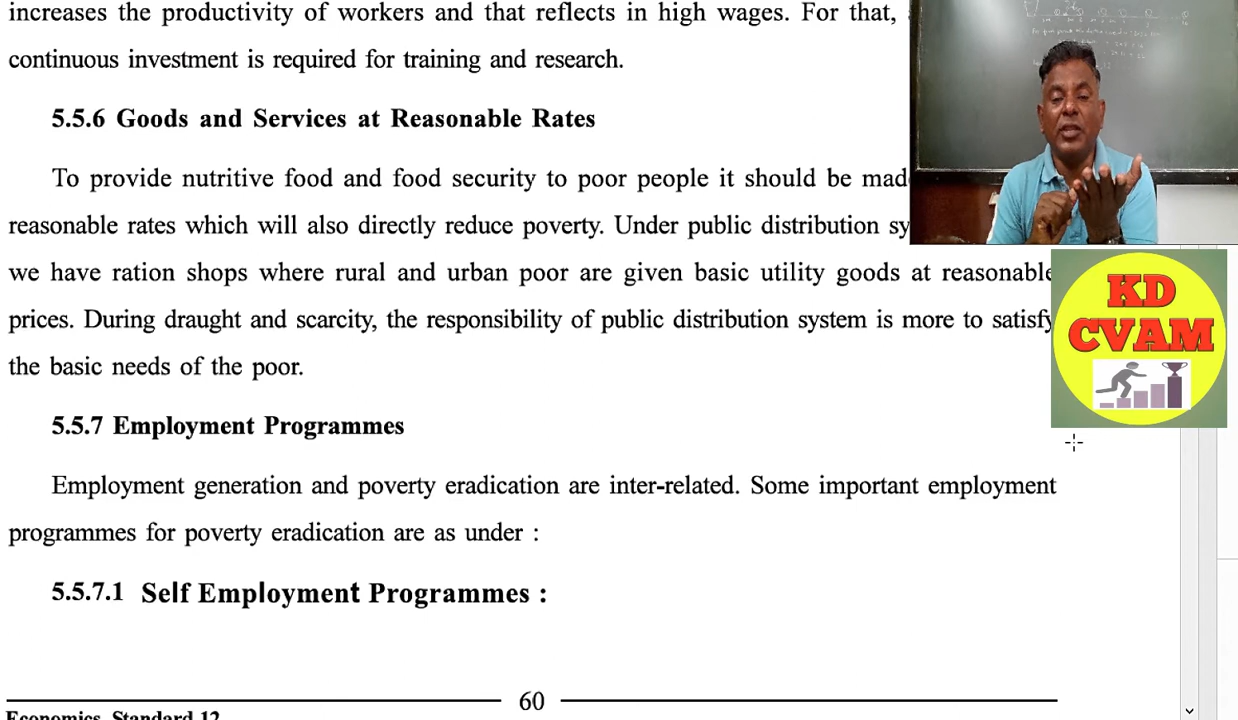 increases the productivity of workers and that reflects in high wages. For that,
continuous investment is required for training and research.
5.5.6 Goods and Services at Reasonable Rates
To provide nutritive food and food security to poor people it should be mad
reasonable rates which will also directly reduce poverty. Under public distribution sy
we have ration shops where rural and urban poor are given basic utility goods at reasonable
prices. During draught and scarcity, the responsibility of public distribution system is more to satisfy
the basic needs of the poor.
KD
CVAM
5.5.7 Employment Programmes
Employment generation and poverty eradication are inter-related. Some important employment
programmes for poverty eradication are as under :
5.5.7.1 Self Employment Programmes :
60
Economics, Standard 12